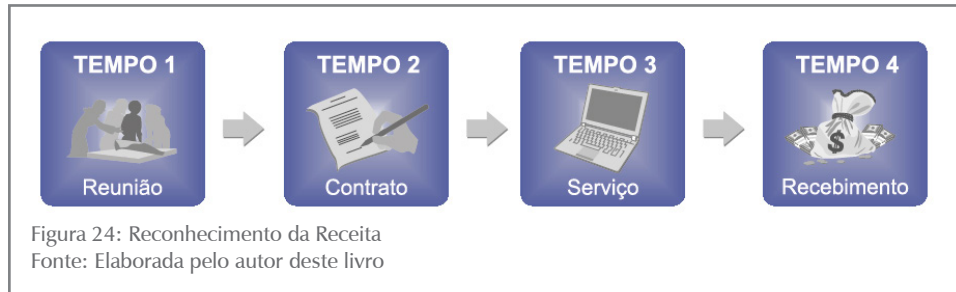 TEMPO 1
Reunião
TEMPO 2
Contrato
TEMPO 3
Serviço
TEMPO 4
$
Recebimento
Figura 24: Reconhecimento da Receita
Fonte: Elaborada pelo autor deste livro